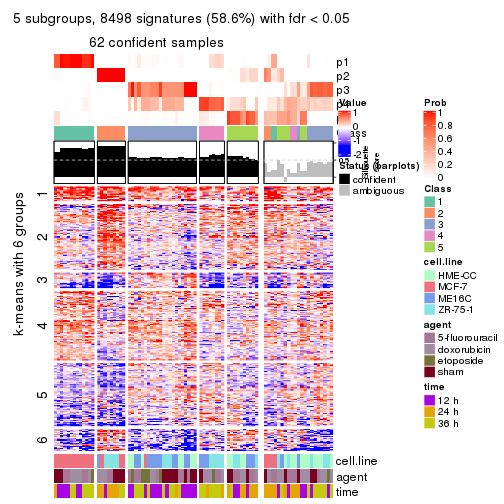 5 subgroups, 8498 signatures (58.6%) with fdr < 0.05
62 confident samples
p1
p2
p3
Value
1
0
-1
-2
Status (barplots)
confident
ambiguous
k-means with 6 groups
1
2
3
4
5
6
cell.line
agent
time
Prob
1
0.8
0.6
0.4
0.2
0
Class
1
2
3
4
5
cell.line
HME-CC
MCF-7
ME16C
ZR-75-1
agent
5-fluorouracil
doxorubicin
etoposide
sham
time
12 h
24 h
36 h